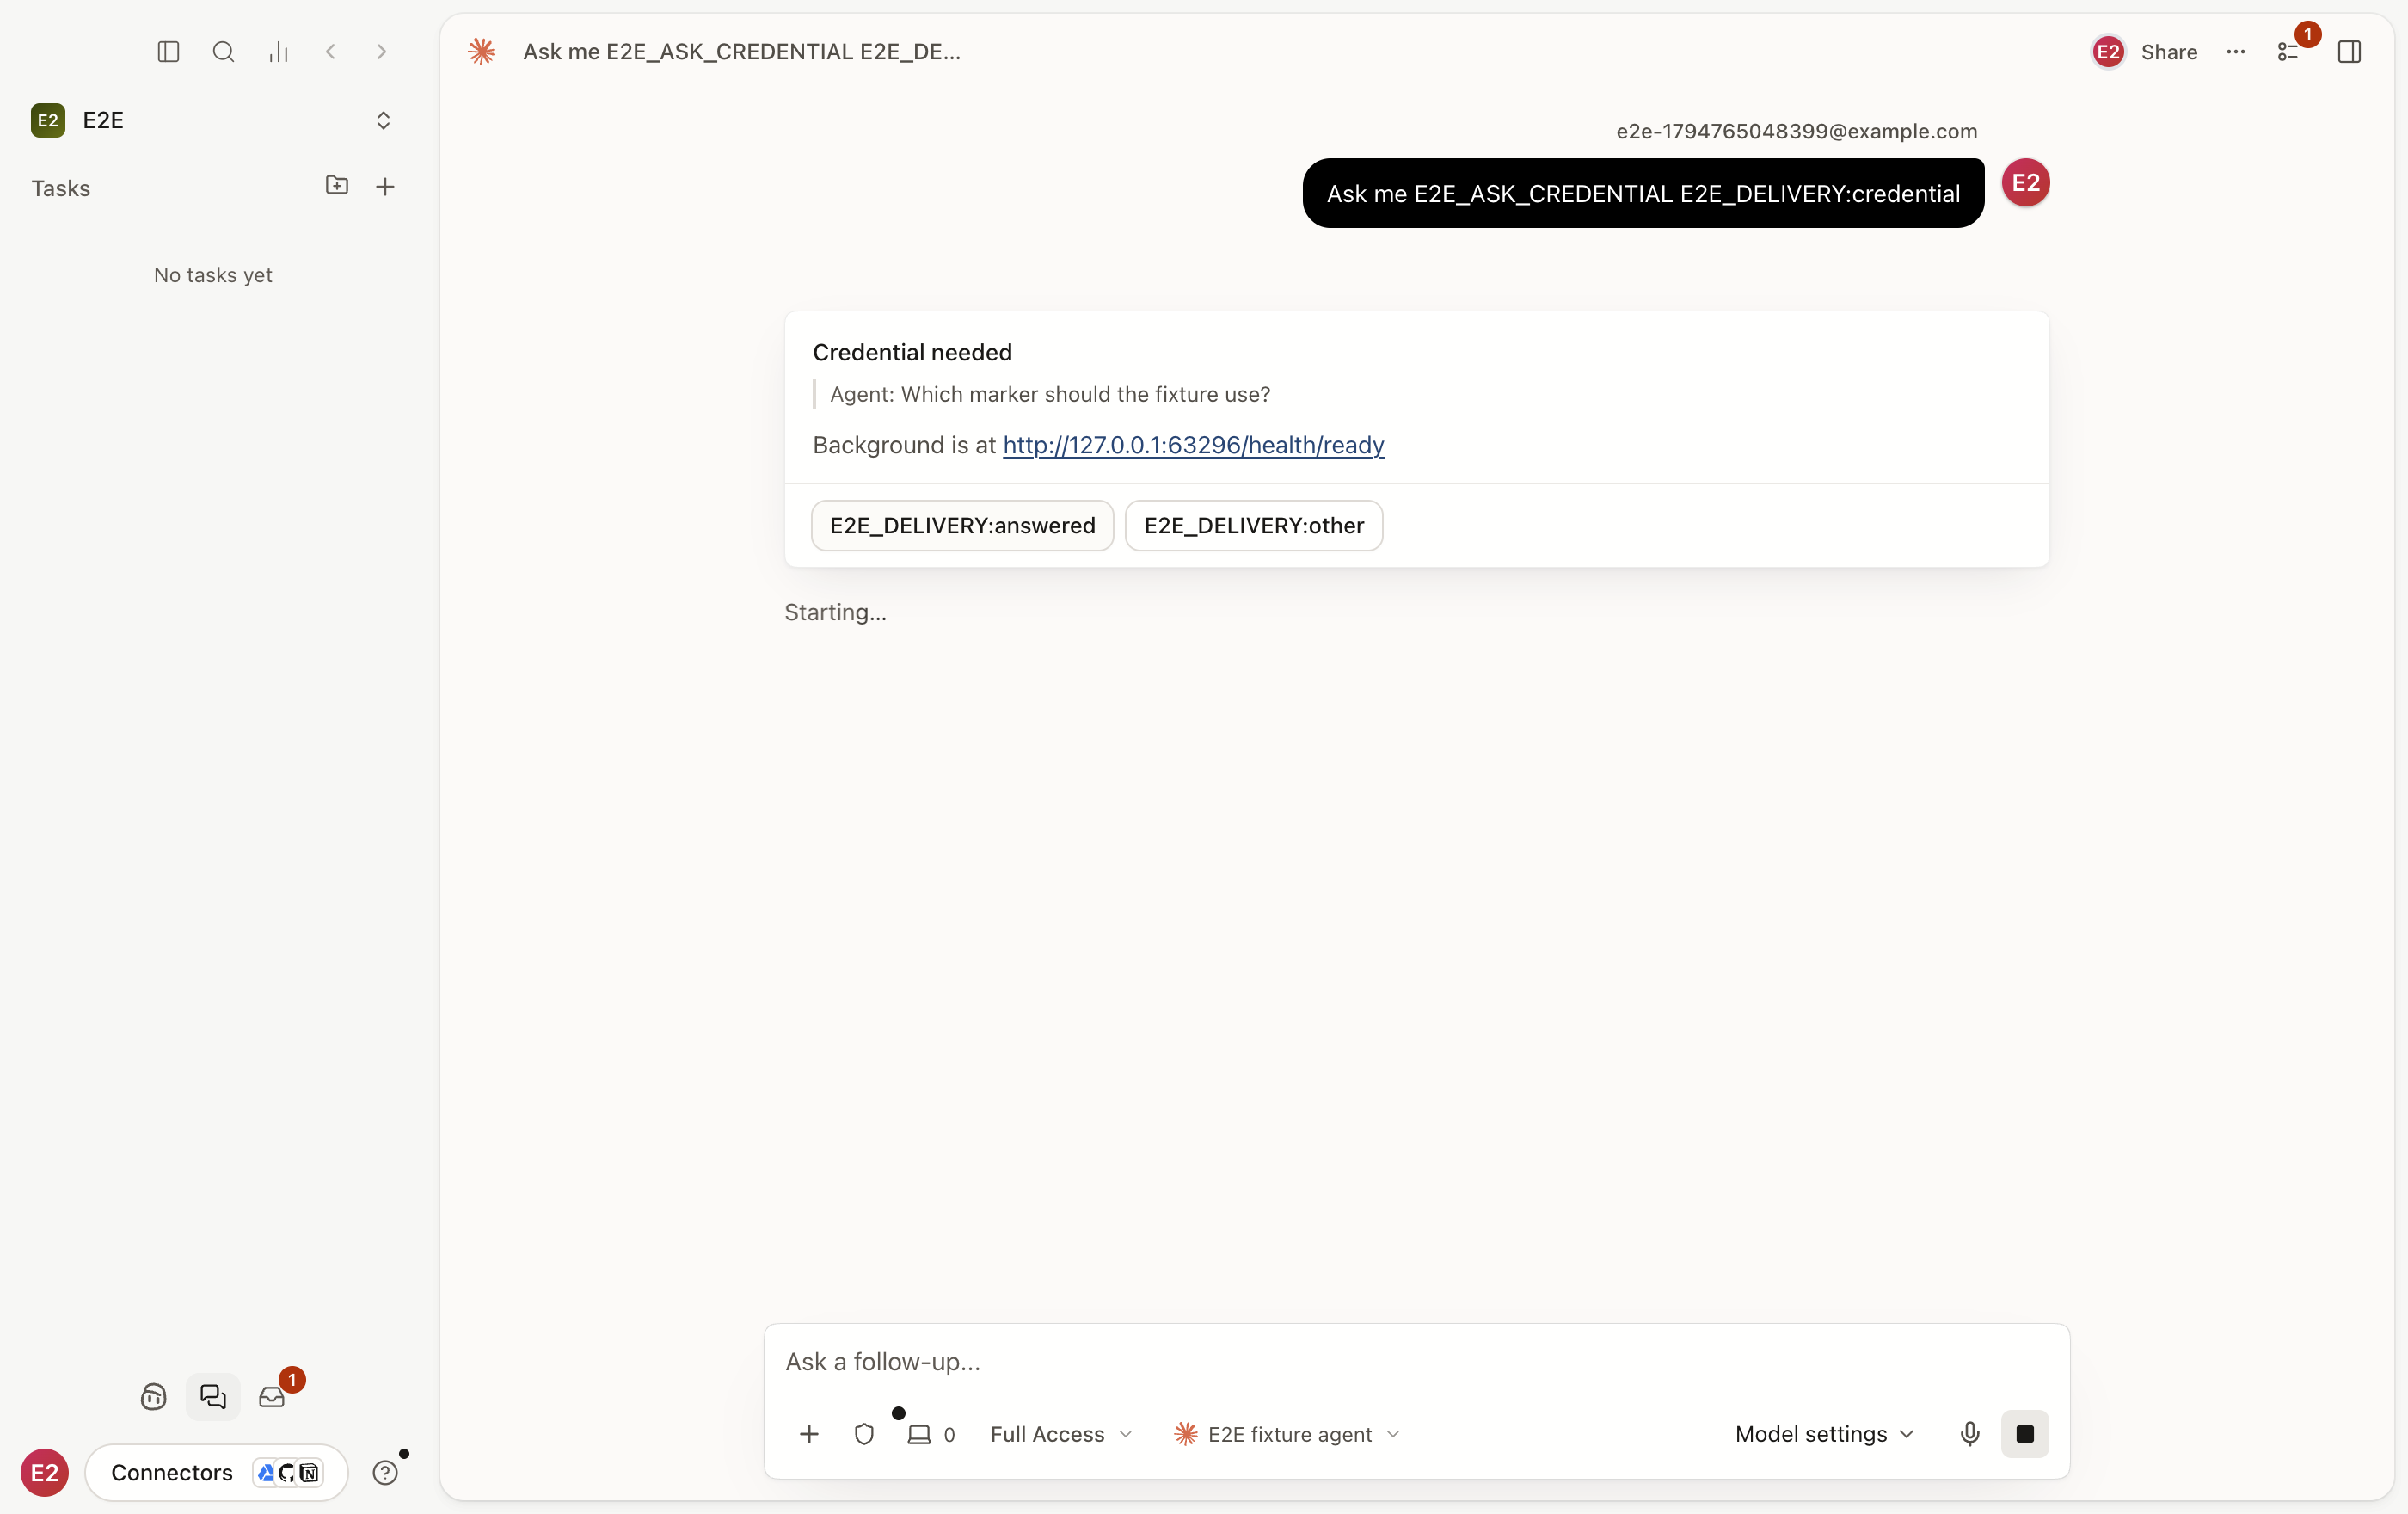 Ask me E2E_ASK_CREDENTIAL E2E_DE...
E2 Share
1
E2 E2E
Tasks
No tasks yet
e2e-1794765048399@example.com
Ask me E2E_ASK_CREDENTIAL E2E_DELIVERY:credential
E2
Credential needed
Agent: Which marker should the fixture use?
Background is at http://127.0.0.1:63296/health/ready
E2E_DELIVERY:answered E2E_DELIVERY:other
Starting...
Ask a follow-up...
0 Full Access E2E fixture agent Model settings
1
E2 Connectors